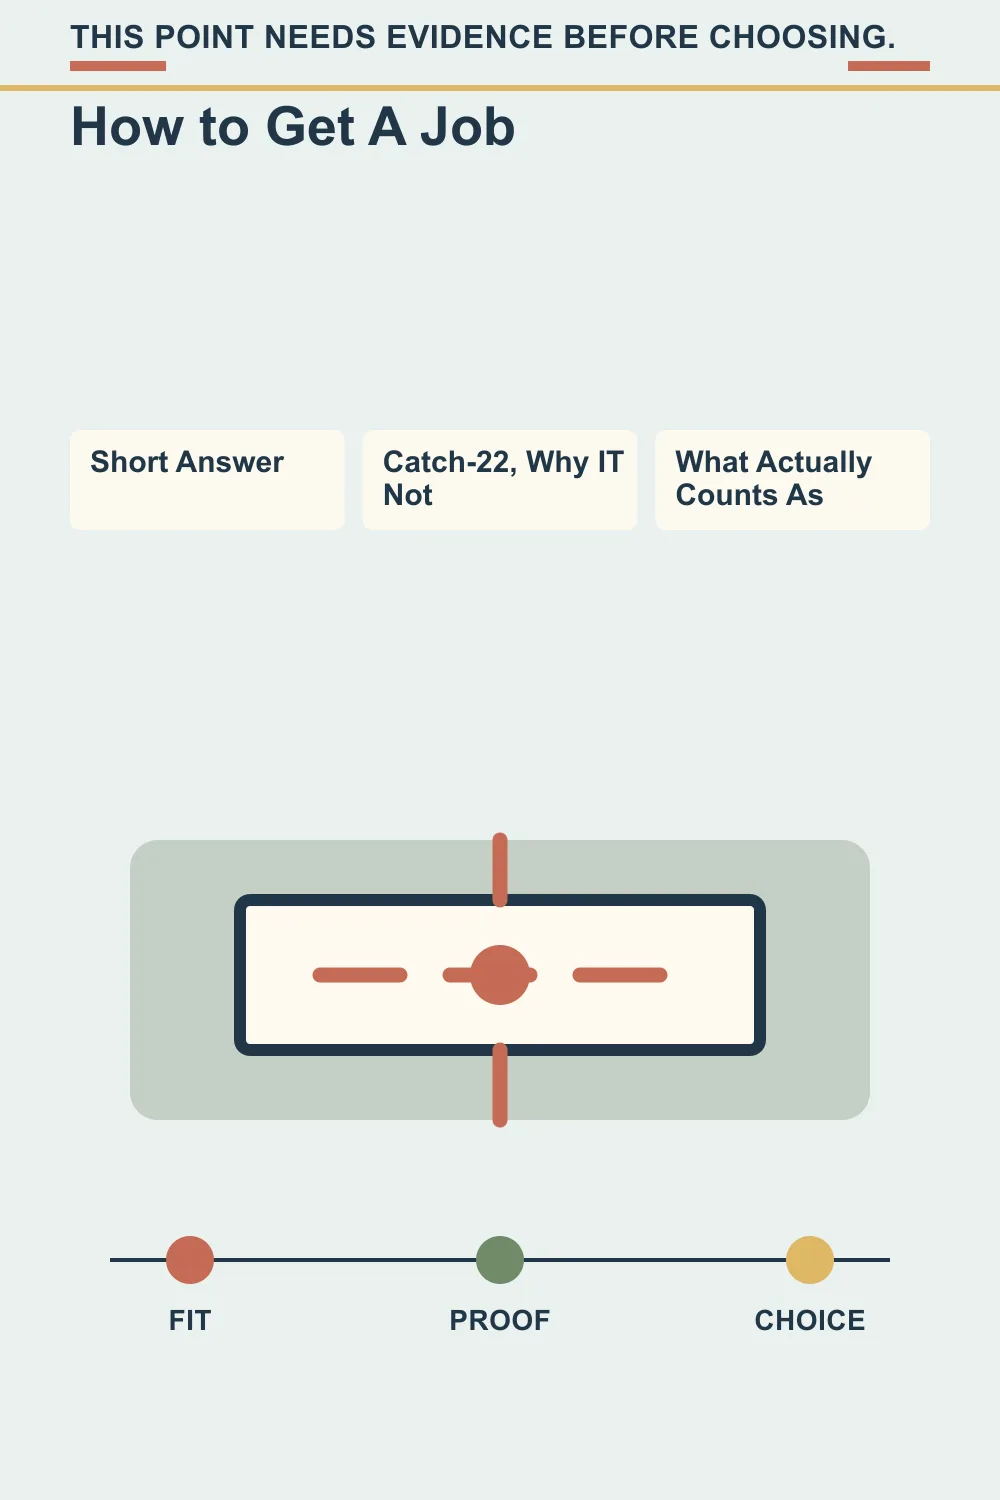 THIS POINT NEEDS EVIDENCE BEFORE CHOOSING.
How to Get A Job
Short Answer
Catch-22, Why IT
Not
What Actually
Counts As
FIT
PROOF
CHOICE